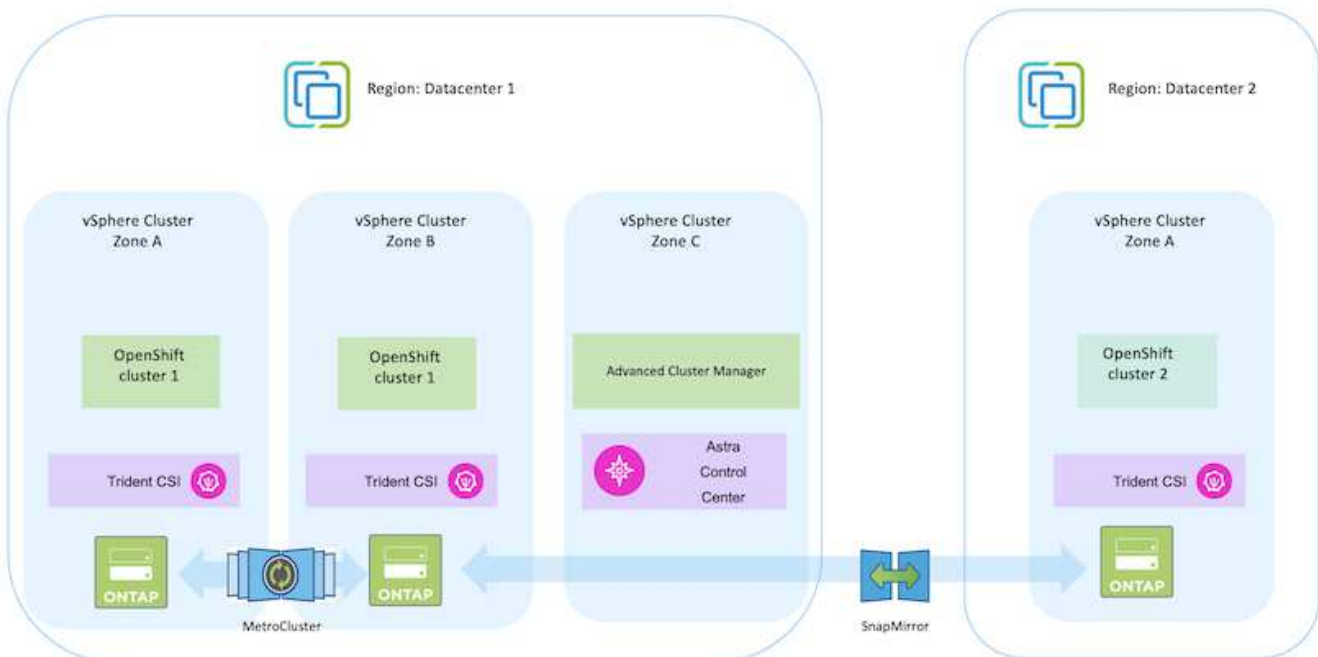 Region: Datacenter 1
Region: Datacenter 2
vSphere Cluster
Zone A
vSphere Cluster
Zone B
vSphere Cluster
Zone C
vSphere Cluster
Zone A
OpenShift
cluster 1
OpenShift
cluster 1
Advanced Cluster Manager
OpenShift
cluster 2
Trident CSI
Trident CSI
Astra
Control
Center
Trident CSI
ONTAP
ONTAP
ONTAP
MetroCluster
SnapMirror